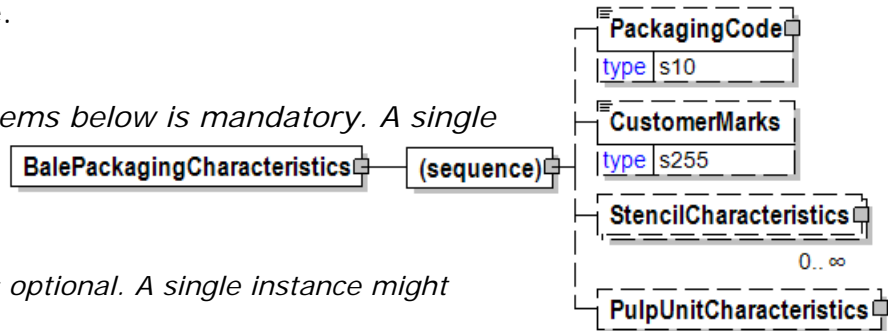 .
PackagingCode
type s10
ems below is mandatory. A single
CustomerMarks
type s255
BalePackagingCharacteristics
(sequence)
StencilCharacteristics
0.. ∞
optional. A single instance might
PulpUnitCharacteristics